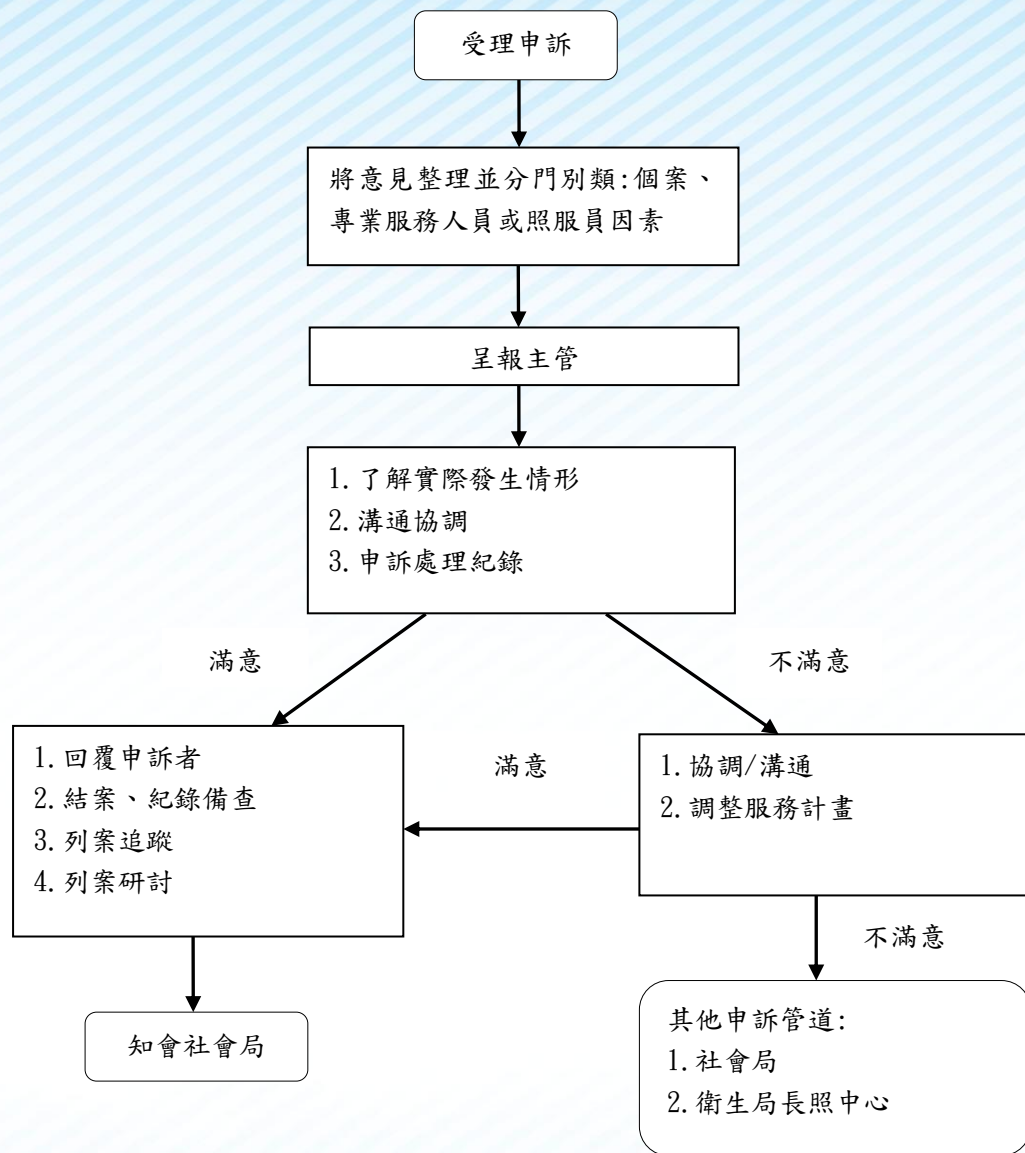 受理申訴
將意見整理並分門別類:個案、
專業服務人員或照服員因素
呈報主管
1.了解實際發生情形
2.溝通協調
3.申訴處理紀錄
滿意
不滿意
1.回覆申訴者
2.結案、紀錄備查
3.列案追蹤
4.列案研討
滿意
1.協調/溝通
2.調整服務計畫
不滿意
知會社會局
其他申訴管道:
1.社會局
2.衛生局長照中心